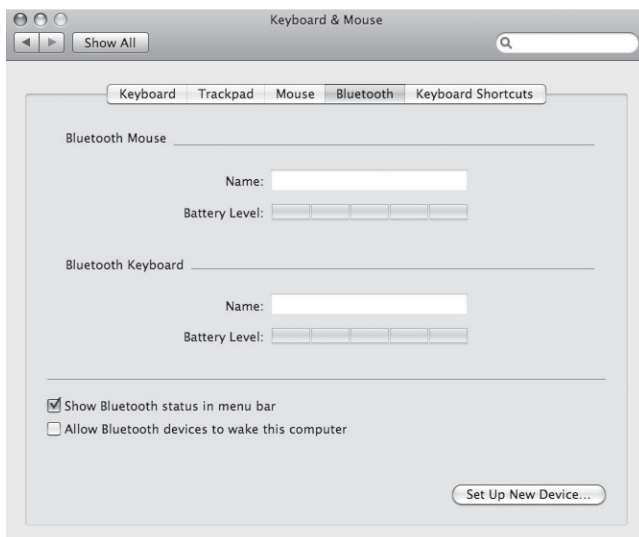 Keyboard & Mouse
Show All
Keyboard Trackpad Mouse Bluetooth Keyboard Shortcuts
Bluetooth Mouse
Name:
Battery Level:
Bluetooth Keyboard
Name:
Battery Level:
Show Bluetooth status in menu bar
Allow Bluetooth devices to wake this computer
Set Up New Device...